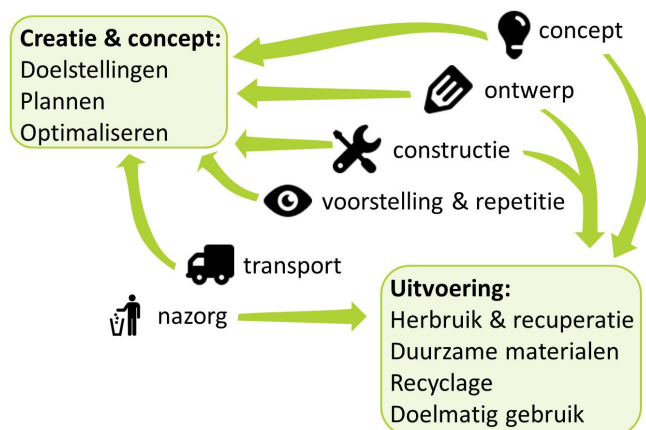 Creatie & concept:
Doelstellingen
Plannen
Optimaliseren
concept
ontwerp
constructie
voorstelling & repetitie
transport
nazorg
Uitvoering:
Herbruik & recuperatie
Duurzame materialen
Recyclage
Doelmatig gebruik